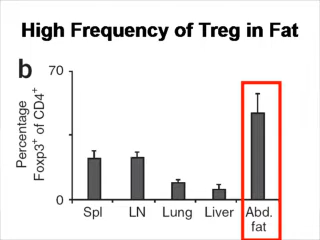 High Frequency of Treg in Fat
b
70
Percentage
Foxp3⁺ of CD4⁺
0
Spl LN Lung Liver Abd.
fat